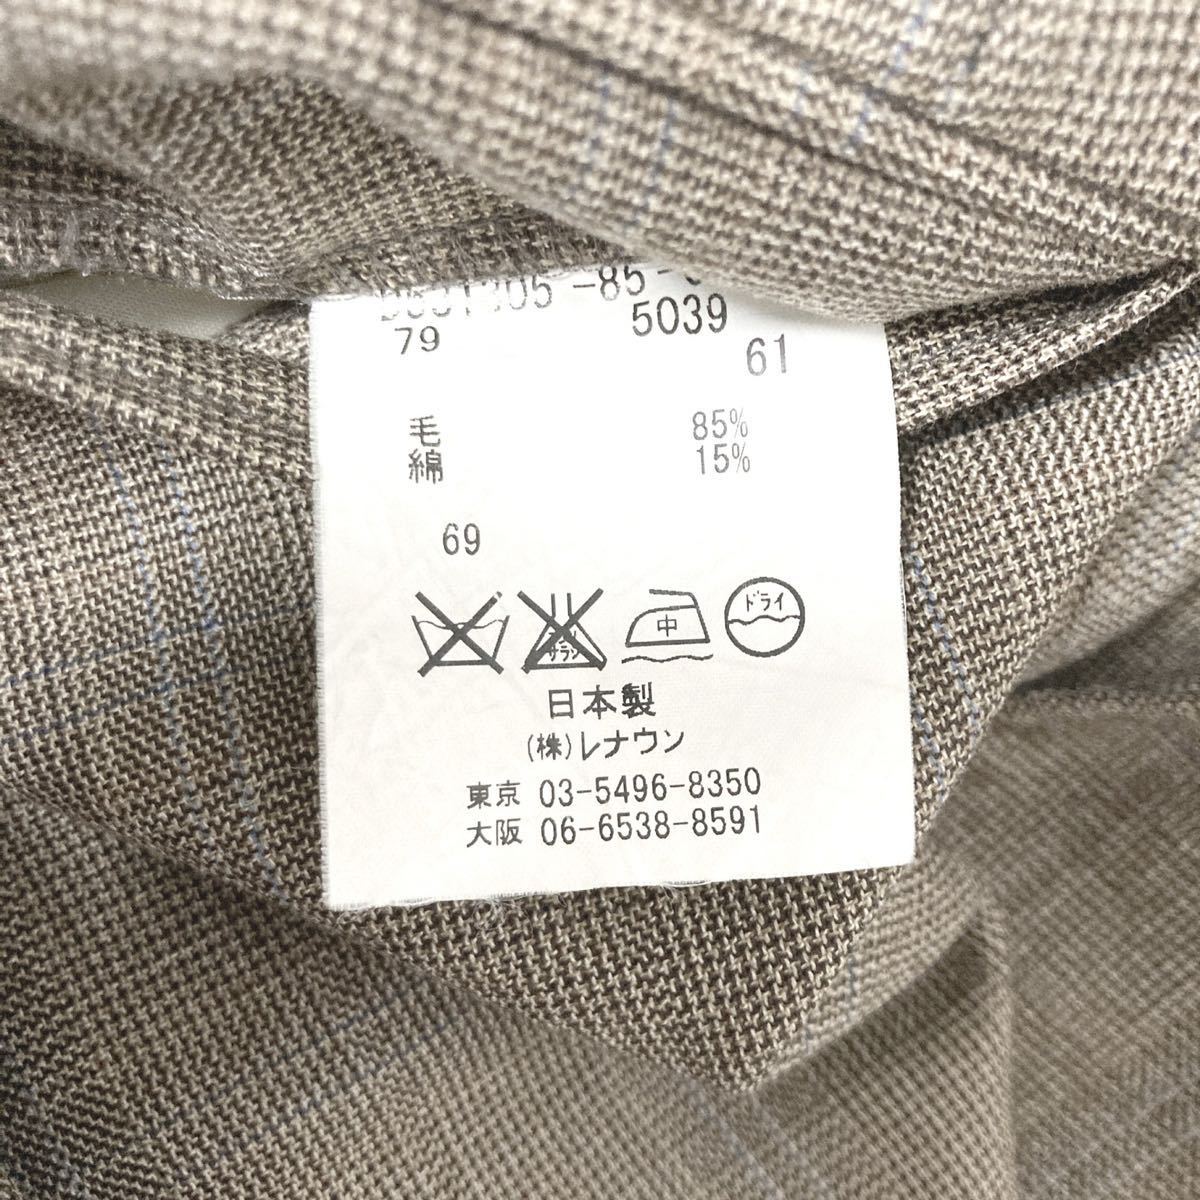 -85
79 5039
61
毛 85%
綿 15%
69
中 ドライ
日本製
(株)レナウン
東京 03-5496-8350
大阪 06-6538-8591